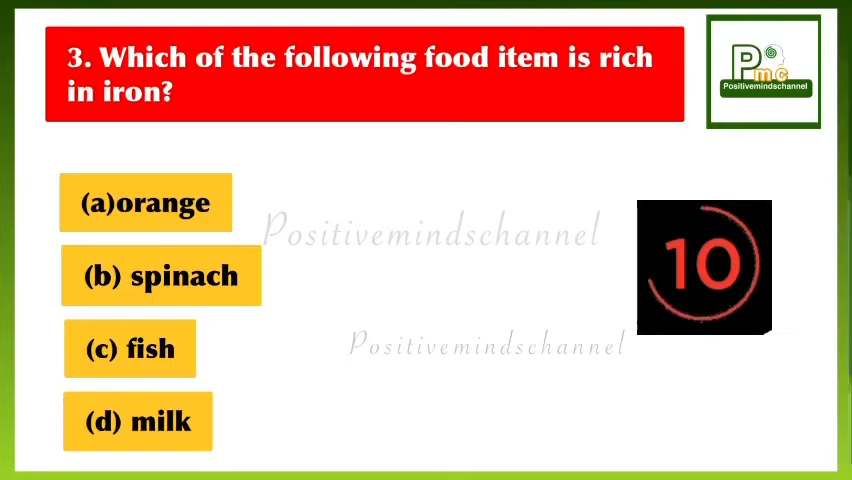 3. Which of the following food item is rich
in iron?
Pmc
Positivemindschannel
(a)orange
Positivemindschannel
10
(b) spinach
(c) fish
Positivemindschannel
(d) milk